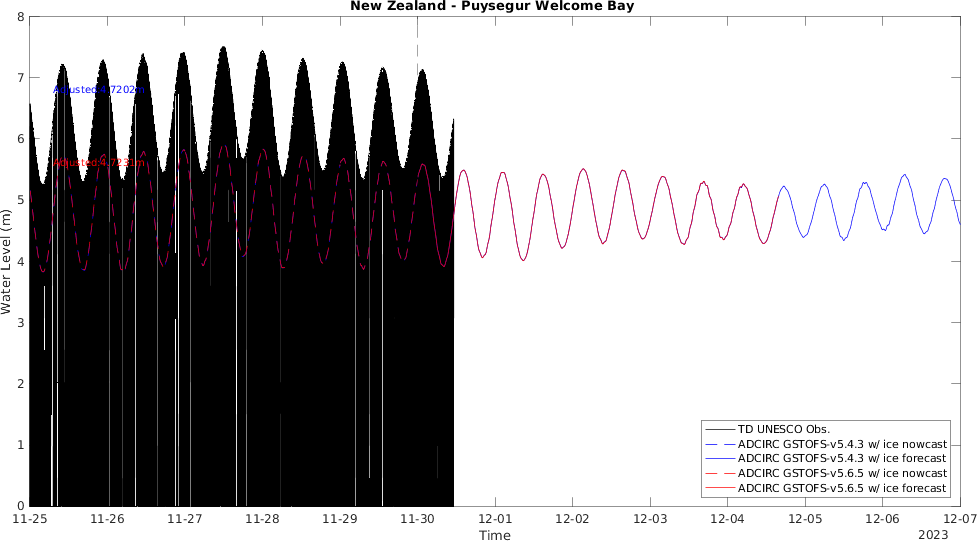 New Zealand - Puysegur Welcome Bay
8
7
6
5
4
3
2
1
0
Water Level (m)
Adjusted:4.7202m
11-25
11-26
11-27
11-28
11-29
11-30
12-01
12-02
12-03
12-04
12-05
12-06
12-07
Time
2023
TD UNESCO Obs.
ADCIRC GSTOFS-v5.4.3 w/ ice nowcast
ADCIRC GSTOFS-v5.4.3 w/ ice forecast
ADCIRC GSTOFS-v5.6.5 w/ ice nowcast
ADCIRC GSTOFS-v5.6.5 w/ ice forecast